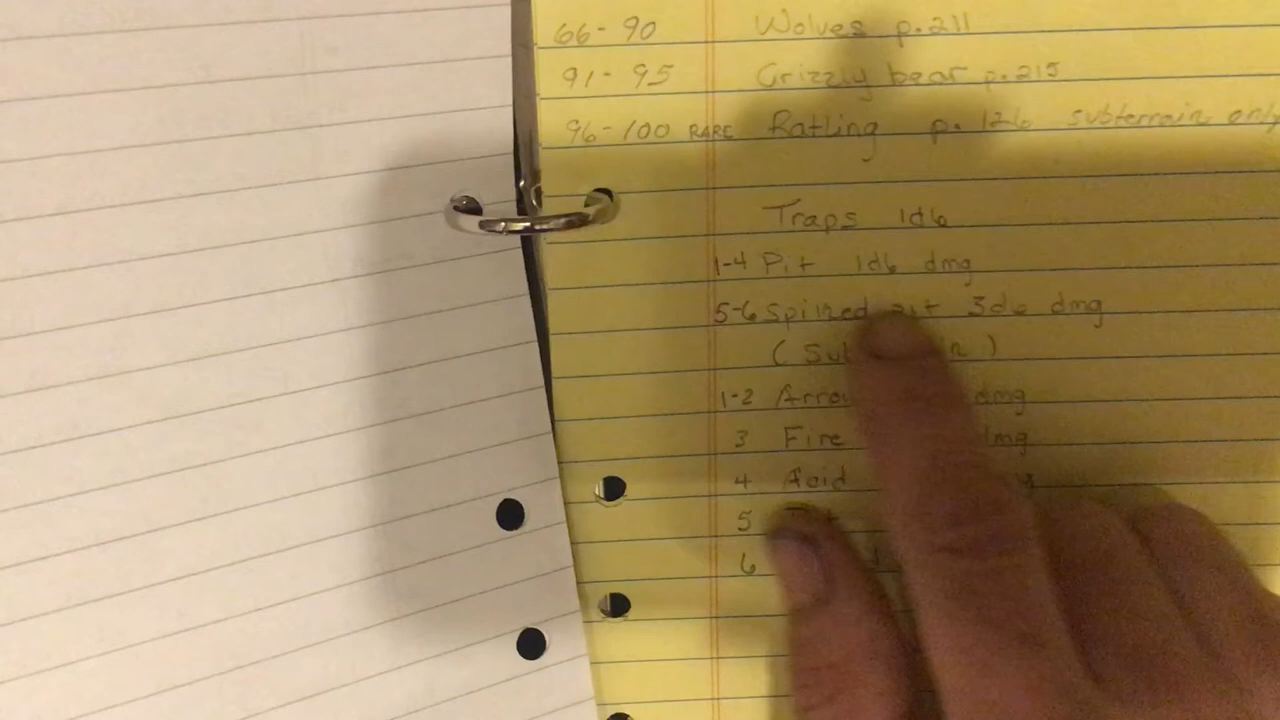 66-90 Wolves p.211
91-95 Grizzly bear p.215
96-100 RARE Ratling p.126 subterrain only
Traps 1d6
1-4 Pit 1d6 dmg
5-6 Spiked pit 3d6 dmg
1-2 dmg
3 Fire dmg
4 Acid
5
6